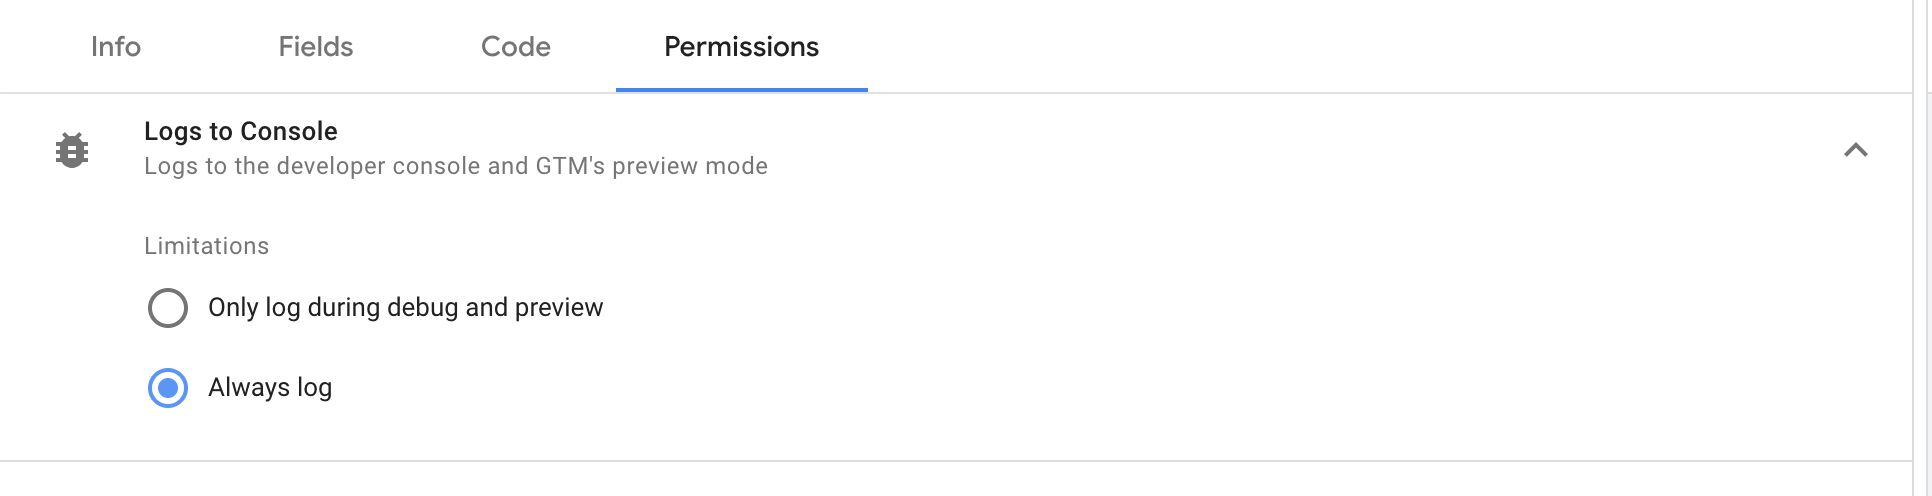 Info Fields Code Permissions
Logs to Console
Logs to the developer console and GTM's preview mode
Limitations
Only log during debug and preview
Always log